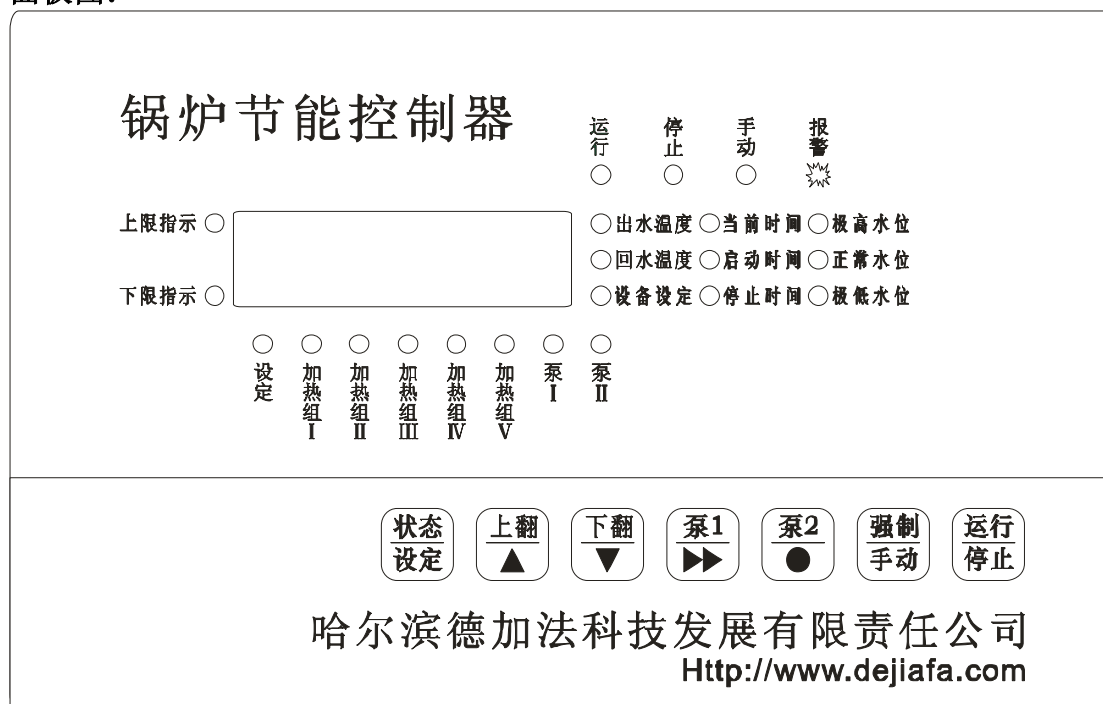 面板图:
锅炉节能控制器
运行 停止 手动 报警
上限指示 出水温度 当前时间 极高水位
回水温度 启动时间 正常水位
下限指示 设备设定 停止时间 极低水位
设定 加热组Ⅰ 加热组Ⅱ 加热组Ⅲ 加热组Ⅳ 加热组Ⅴ 泵Ⅰ 泵Ⅱ
状态 上翻 下翻 泵1 泵2 强制 运行
设定 ▲ ▼ ▶▶ ● 手动 停止
哈尔滨德加法科技发展有限责任公司
Http://www.dejiafa.com